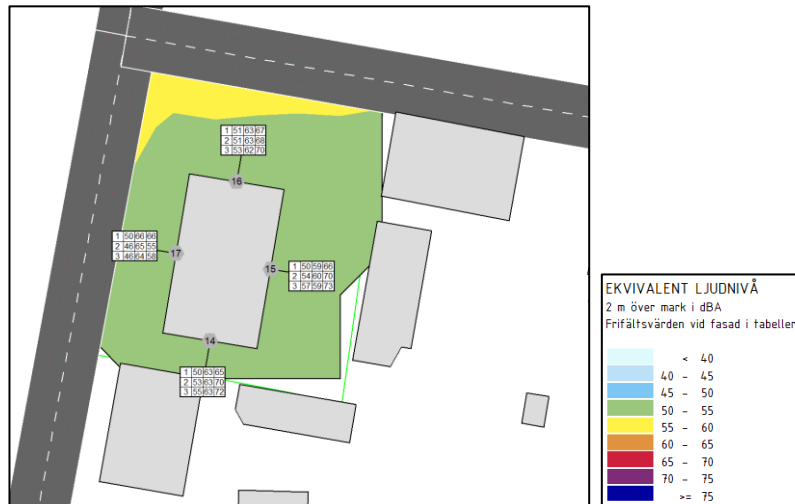 1 51 63 67
2 51 63 68
3 53 62 70
16
1 50 66 66
2 46 65 55
3 46 64 58
17
15
1 50 59 66
2 54 60 70
3 57 59 73
14
1 50 63 65
2 53 63 70
3 55 63 72
EKVIVALENT LJUDNIVÅ
2 m över mark i dBA
Frifältsvärden vid fasad i tabeller
< 40
40 - 45
45 - 50
50 - 55
55 - 60
60 - 65
65 - 70
70 - 75
>= 75